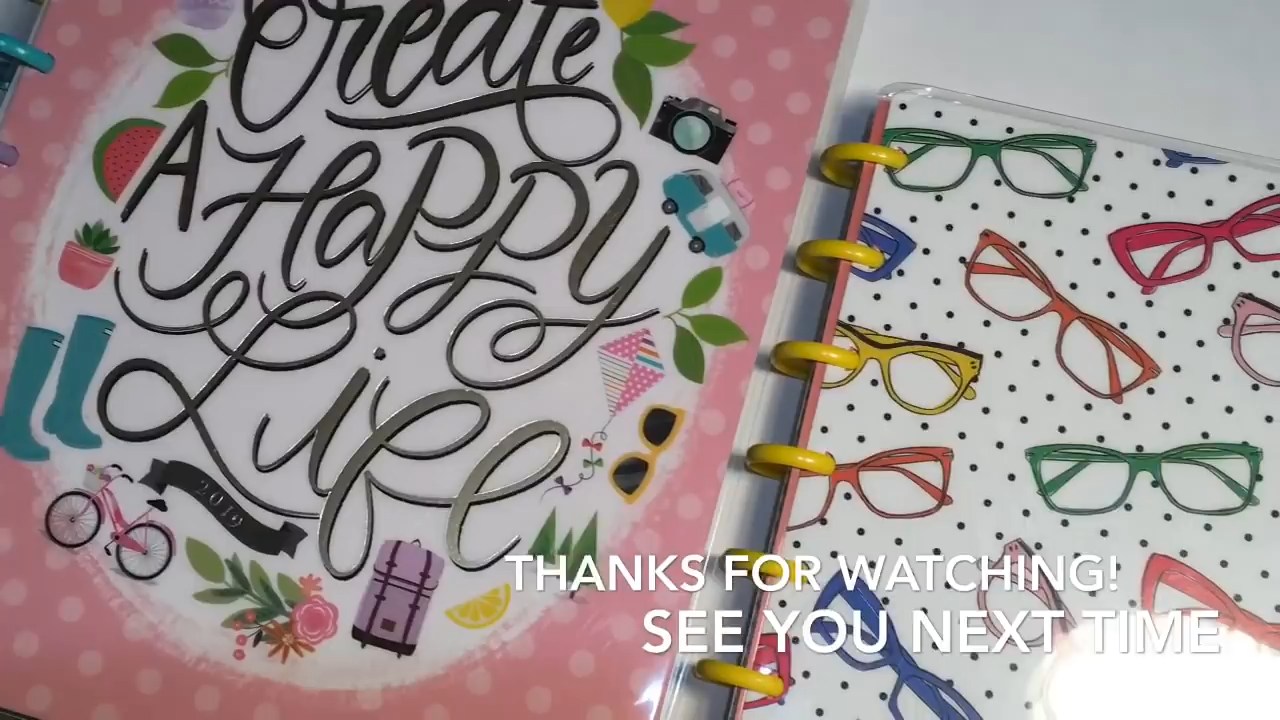 Create
A Happy
Life
2019
THANKS FOR WATCHING!
SEE YOU NEXT TIME